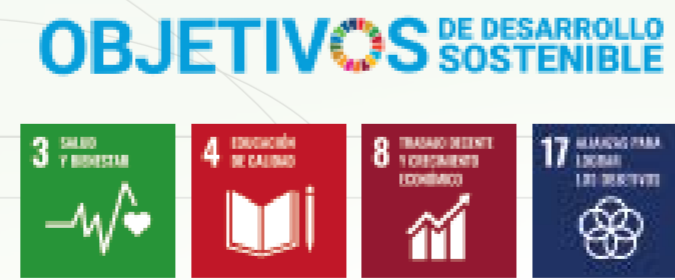 OBJETIVOS DE DESARROLLO
SOSTENIBLE
3 SALUD
Y BIENESTAR
4 EDUCACIÓN
DE CALIDAD
8 TRABAJO DECENTE
Y CRECIMIENTO
ECONÓMICO
17 ALIANZAS PARA
LOGRAR
LOS OBJETIVOS